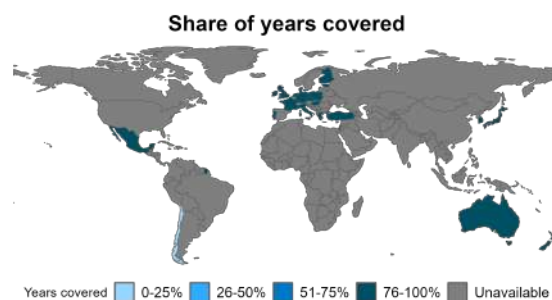 Share of years covered
Years covered 0-25% 26-50% 51-75% 76-100% Unavailable